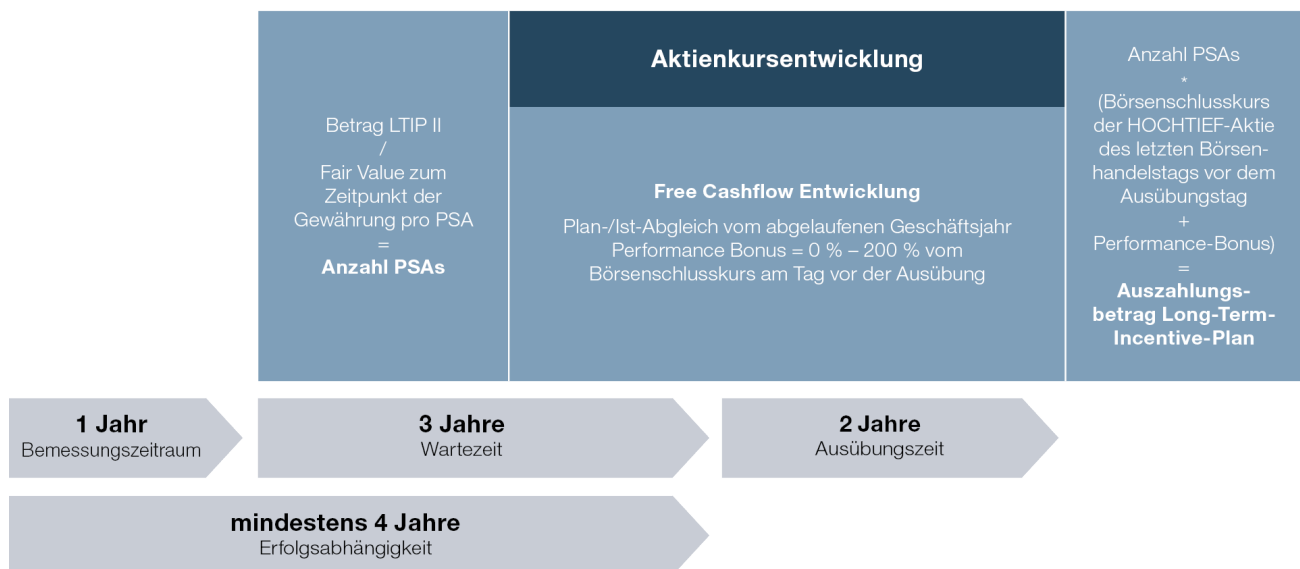 Betrag LTIP II
/
Fair Value zum
Zeitpunkt der
Gewährung pro PSA
=
Anzahl PSAs
Aktienkursentwicklung
Free Cashflow Entwicklung
Plan-/Ist-Abgleich vom abgelaufenen Geschäftsjahr
Performance Bonus = 0 % – 200 % vom
Börsenschlusskurs am Tag vor der Ausübung
Anzahl PSAs
*
(Börsenschlusskurs
der HOCHTIEF-Aktie
des letzten Börsen-
handelstags vor dem
Ausübungstag
+
Performance-Bonus)
=
Auszahlungs-
betrag Long-Term-
Incentive-Plan
1 Jahr
Bemessungszeitraum
3 Jahre
Wartezeit
2 Jahre
Ausübungszeit
mindestens 4 Jahre
Erfolgsabhängigkeit